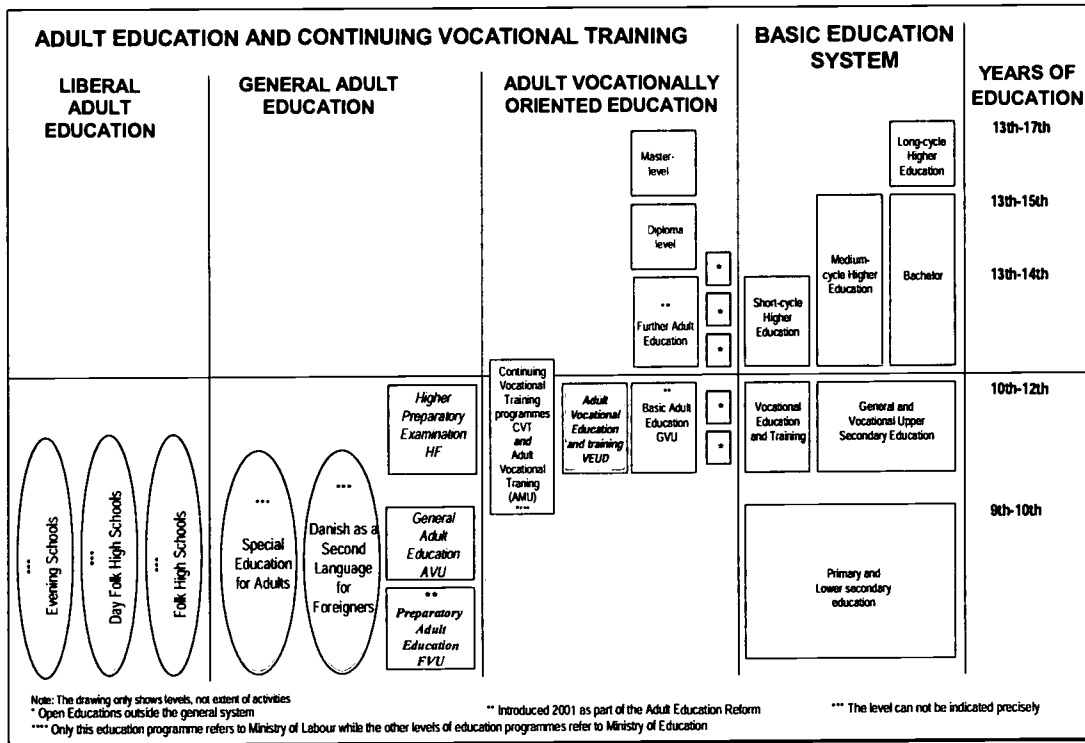 ADULT EDUCATION AND CONTINUING VOCATIONAL TRAINING
BASIC EDUCATION
SYSTEM
YEARS OF
EDUCATION
LIBERAL
ADULT
EDUCATION
GENERAL ADULT
EDUCATION
ADULT VOCATIONALLY
ORIENTED EDUCATION
13th-17th
13th-15th
13th-14th
10th-12th
9th-10th
***
Evening Schools
***
Day Folk High Schools
***
Folk High Schools
***
Special
Education
for Adults
***
Danish as a
Second
Language
for
Foreigners
Higher
Preparatory
Examination
HF
General
Adult
Education
AVU
**
Preparatory
Adult
Education
FVU
Continuing
Vocational
Training
programmes
CVT
and
Adult
Vocational
Traning
(AMU)
****
Adult
Vocational
Education
and training
VEUD
Master-
level
Diploma
level
**
Further Adult
Education
**
Basic Adult
Education
GVU
*
*
*
*
*
Short-cycle
Higher
Education
Medium-
cycle Higher
Education
Long-cycle
Higher
Education
Bachelor
Vocational
Education
and Training
General and
Vocational Upper
Secondary Education
Primary and
Lower secondary
education
Note: The drawing only shows levels, not extent of activities
* Open Educations outside the general system
** Introduced 2001 as part of the Adult Education Reform
*** The level can not be indicated precisely
**** Only this education programme refers to Ministry of Labour while the other levels of education programmes refer to Ministry of Education